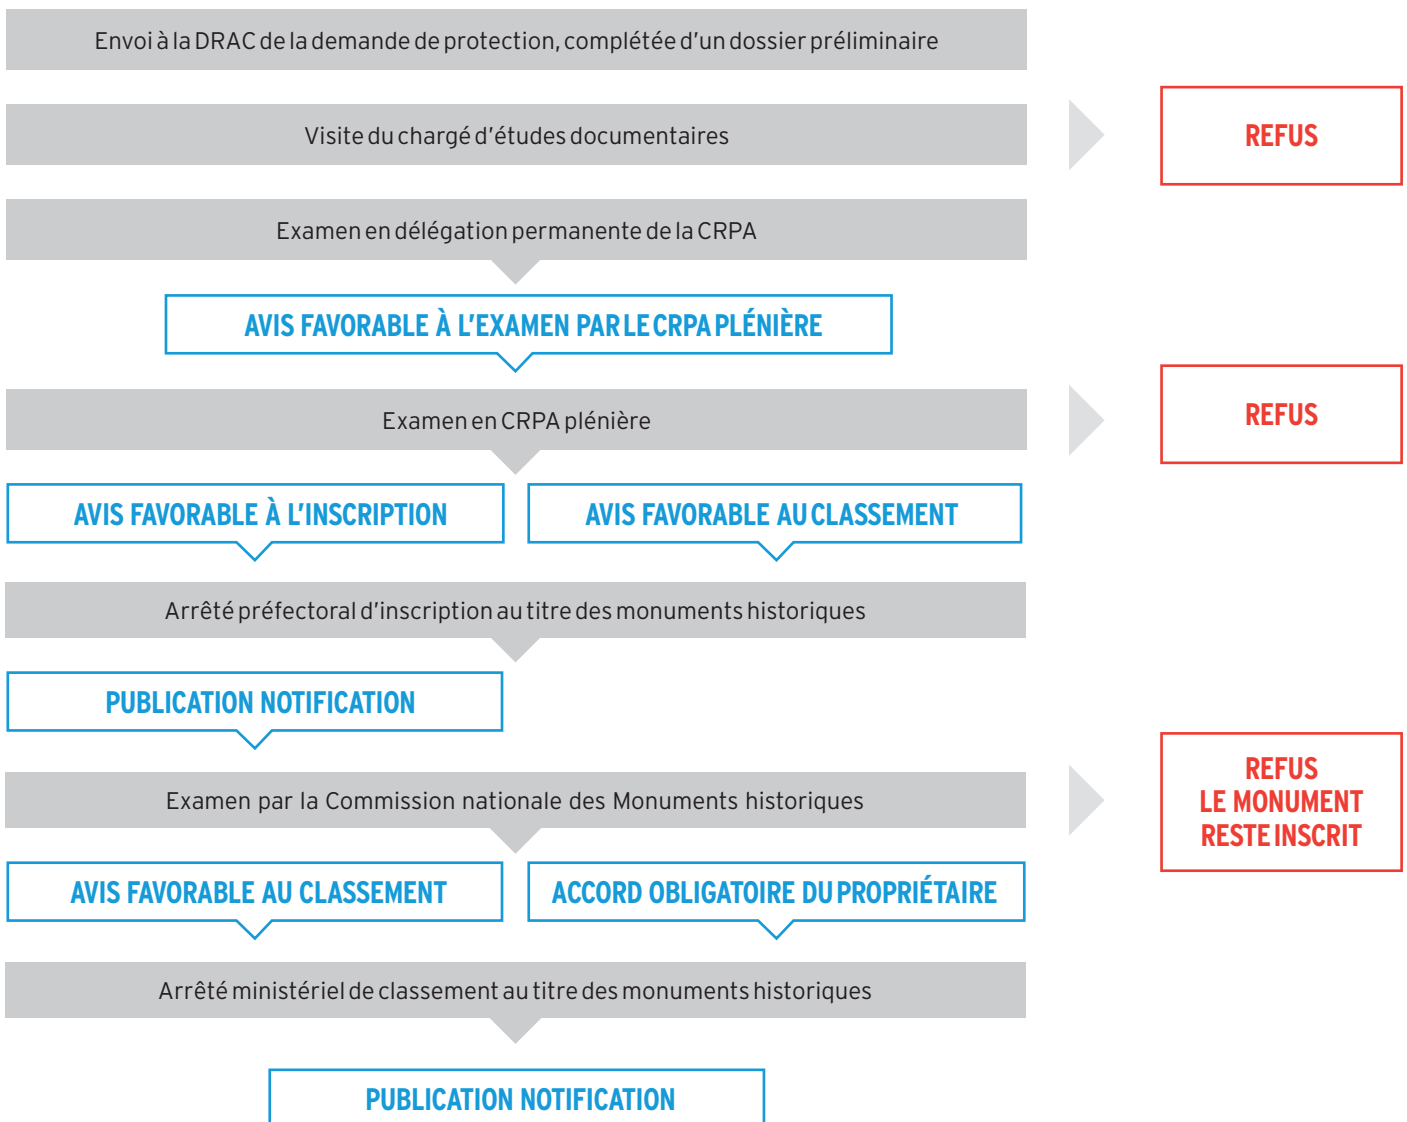 Envoi à la DRAC de la demande de protection, complétée d'un dossier préliminaire
Visite du chargé d'études documentaires
REFUS
Examen en délégation permanente de la CRPA
AVIS FAVORABLE À L'EXAMEN PAR LE CRPA PLÉNIÈRE
Examen en CRPA plénière
REFUS
AVIS FAVORABLE À L'INSCRIPTION
AVIS FAVORABLE AU CLASSEMENT
Arrêté préfectoral d'inscription au titre des monuments historiques
PUBLICATION NOTIFICATION
Examen par la Commission nationale des Monuments historiques
REFUS
LE MONUMENT
RESTE INSCRIT
AVIS FAVORABLE AU CLASSEMENT
ACCORD OBLIGATOIRE DU PROPRIÉTAIRE
Arrêté ministériel de classement au titre des monuments historiques
PUBLICATION NOTIFICATION